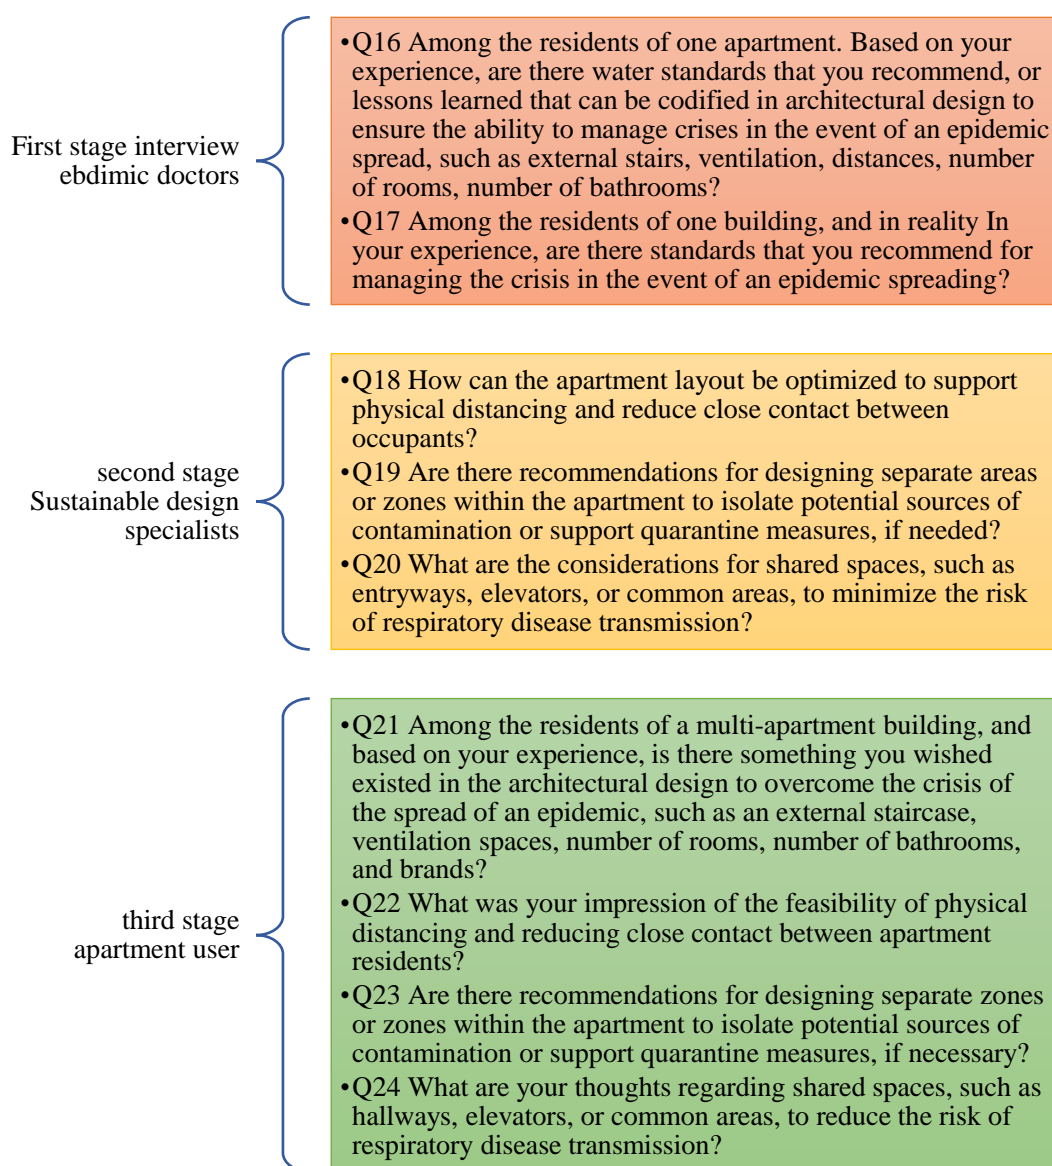 First stage interview
ebdimic doctors
•Q16 Among the residents of one apartment. Based on your
experience, are there water standards that you recommend, or
lessons learned that can be codified in architectural design to
ensure the ability to manage crises in the event of an epidemic
spread, such as external stairs, ventilation, distances, number
of rooms, number of bathrooms?
•Q17 Among the residents of one building, and in reality In
your experience, are there standards that you recommend for
managing the crisis in the event of an epidemic spreading?
second stage
Sustainable design
specialists
•Q18 How can the apartment layout be optimized to support
physical distancing and reduce close contact between
occupants?
•Q19 Are there recommendations for designing separate areas
or zones within the apartment to isolate potential sources of
contamination or support quarantine measures, if needed?
•Q20 What are the considerations for shared spaces, such as
entryways, elevators, or common areas, to minimize the risk
of respiratory disease transmission?
third stage
apartment user
•Q21 Among the residents of a multi-apartment building, and
based on your experience, is there something you wished
existed in the architectural design to overcome the crisis of
the spread of an epidemic, such as an external staircase,
ventilation spaces, number of rooms, number of bathrooms,
and brands?
•Q22 What was your impression of the feasibility of physical
distancing and reducing close contact between apartment
residents?
•Q23 Are there recommendations for designing separate zones
or zones within the apartment to isolate potential sources of
contamination or support quarantine measures, if necessary?
•Q24 What are your thoughts regarding shared spaces, such as
hallways, elevators, or common areas, to reduce the risk of
respiratory disease transmission?